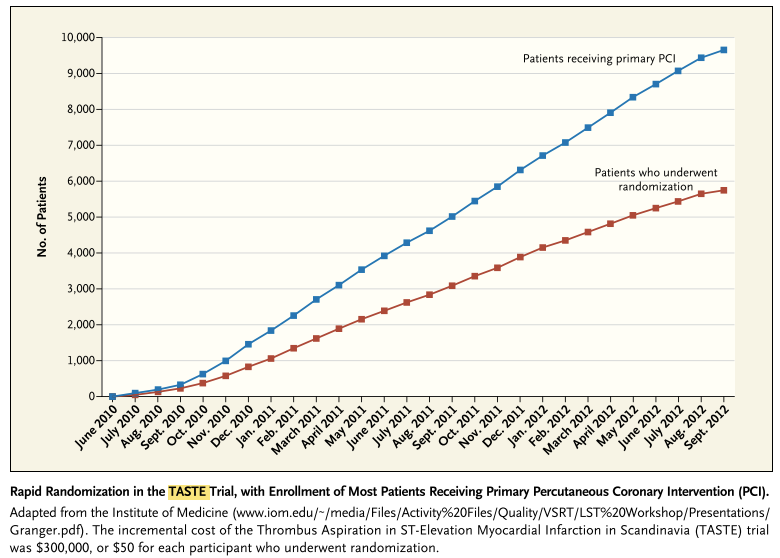 10,000
9,000
8,000
7,000
6,000
5,000
4,000
3,000
2,000
1,000
0
No. of Patients
Patients receiving primary PCI
Patients who underwent
randomization
June 2010
July 2010
Aug. 2010
Sept. 2010
Oct. 2010
Nov. 2010
Dec. 2010
Jan. 2011
Feb. 2011
March 2011
April 2011
May 2011
June 2011
July 2011
Aug. 2011
Sept. 2011
Oct. 2011
Nov. 2011
Dec. 2011
Jan. 2012
Feb. 2012
March 2012
April 2012
May 2012
June 2012
July 2012
Aug. 2012
Sept. 2012
Rapid Randomization in the TASTE Trial, with Enrollment of Most Patients Receiving Primary Percutaneous Coronary Intervention (PCI).
Adapted from the Institute of Medicine (www.iom.edu/~/media/Files/Activity%20Files/Quality/VSRT/LST%20Workshop/Presentations/
Granger.pdf). The incremental cost of the Thrombus Aspiration in ST-Elevation Myocardial Infarction in Scandinavia (TASTE) trial
was $300,000, or $50 for each participant who underwent randomization.